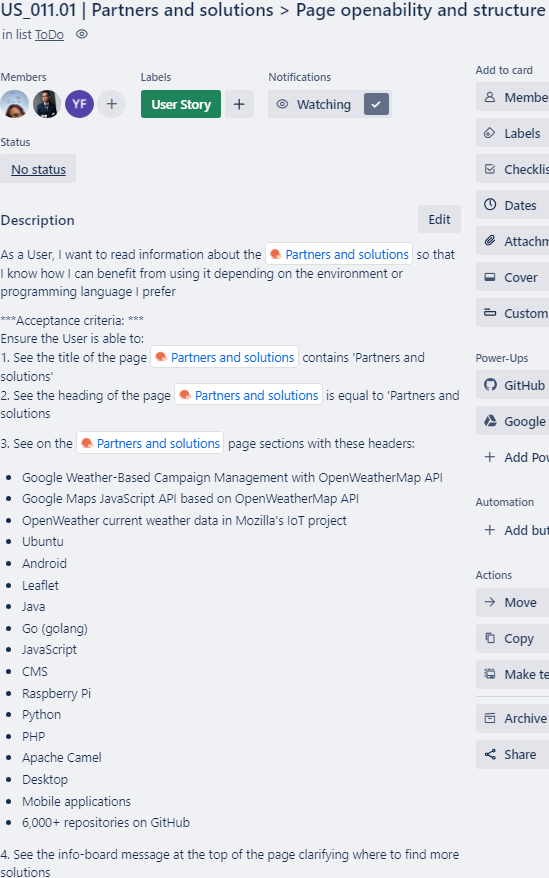 US_011.01 | Partners and solutions > Page openability and structure
in list ToDo
Members
Labels
Notifications
YF
User Story
Watching
Status
No status
Description
Edit
As a User, I want to read information about the Partners and solutions so that
I know how I can benefit from using it depending on the environment or
programming language I prefer
***Acceptance criteria: ***
Ensure the User is able to:
1. See the title of the page Partners and solutions contains 'Partners and
solutions'
2. See the heading of the page Partners and solutions is equal to 'Partners and
solutions
3. See on the Partners and solutions page sections with these headers:
• Google Weather-Based Campaign Management with OpenWeatherMap API
• Google Maps JavaScript API based on OpenWeatherMap API
• OpenWeather current weather data in Mozilla's IoT project
• Ubuntu
• Android
• Leaflet
• Java
• Go (golang)
• JavaScript
• CMS
• Raspberry Pi
• Python
• PHP
• Apache Camel
• Desktop
• Mobile applications
• 6,000+ repositories on GitHub
4. See the info-board message at the top of the page clarifying where to find more
solutions
Add to card
Membe
Labels
Checklis
Dates
Attachm
Cover
Custom
Power-Ups
GitHub
Google
+ Add Pow
Automation
+ Add but
Actions
Move
Copy
Make te
Archive
Share